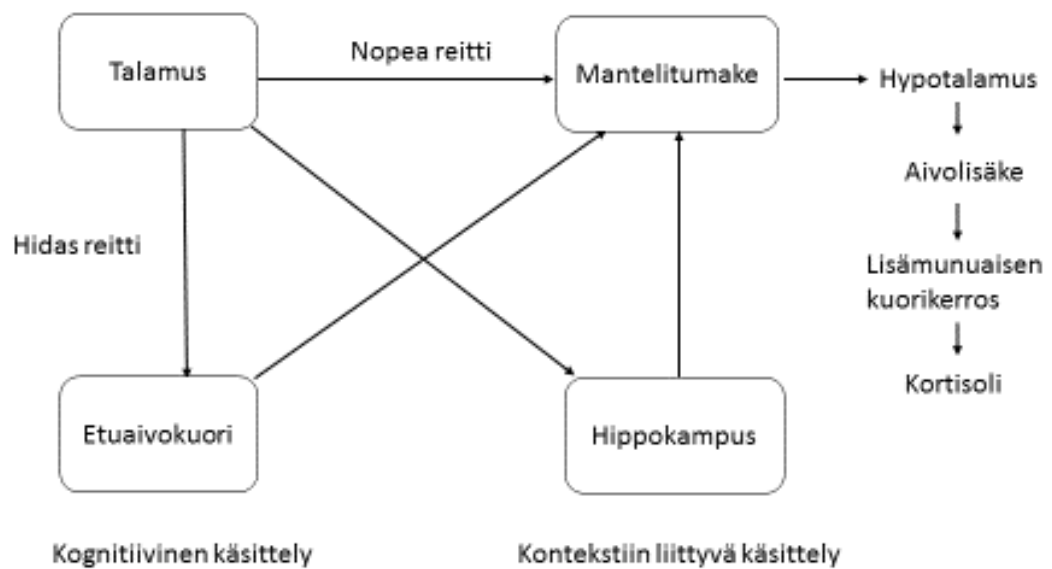 Talamus
Nopea reitti
Mantelitumake
Hypotalamus
Aivolisäke
Hidas reitti
Lisämunuaisen
kuorikerros
Kortisoli
Etuaivokuori
Hippokampus
Kognitiivinen käsittely
Kontekstiin liittyvä käsittely